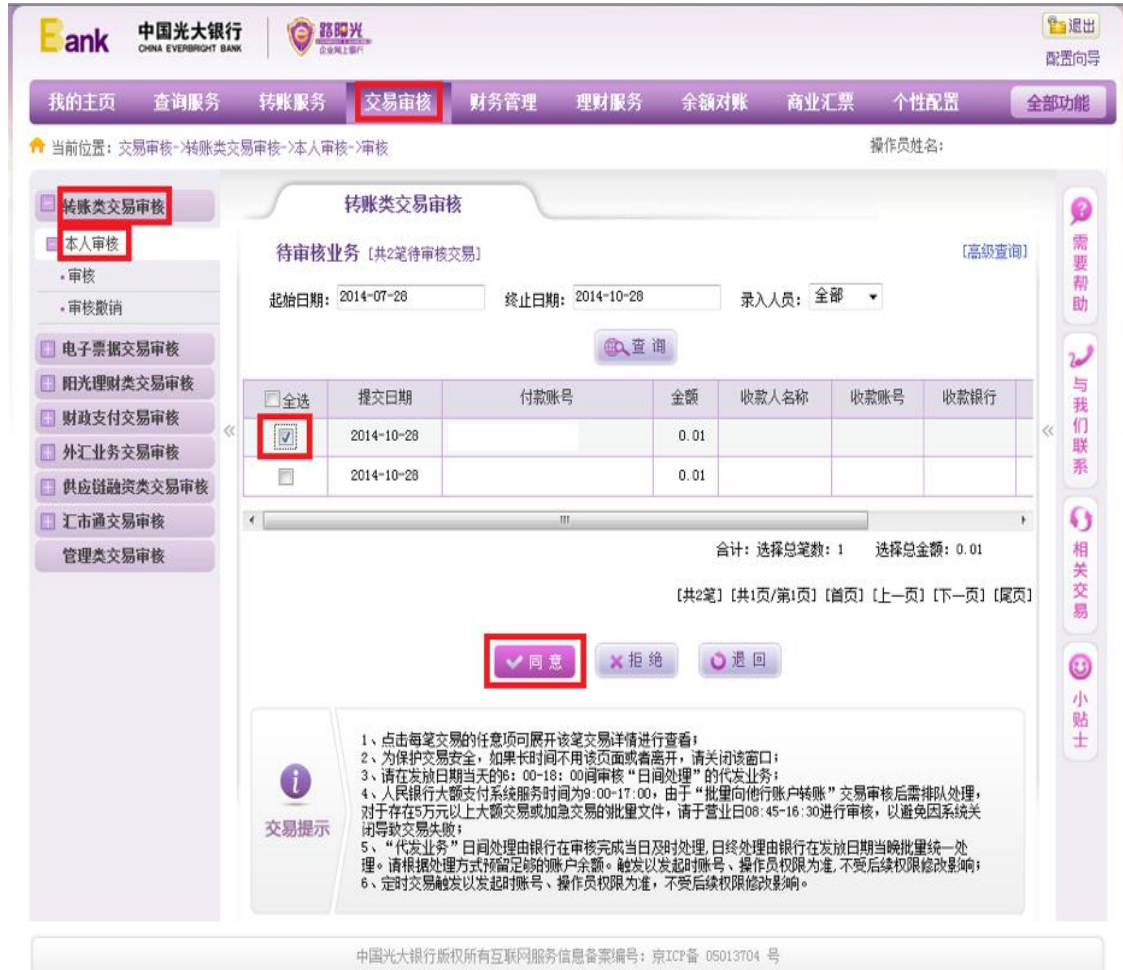 Bank 中国光大银行 CHINA EVERBRIGHT BANK
企业网上银行
退出
配置向导
我的主页 查询服务 转账服务 交易审核 财务管理 理财服务 余额对账 商业汇票 个性配置 全部功能
当前位置：交易审核->转账类交易审核->本人审核->审核
操作员姓名：
转账类交易审核
本人审核
审核
审核撤销
电子票据交易审核
阳光理财类交易审核
财政支付交易审核
外汇业务交易审核
供应链融资类交易审核
汇市通交易审核
管理类交易审核
转账类交易审核
待审核业务 [共2笔待审核交易] [高级查询]
起始日期：2014-07-28 终止日期：2014-10-28 录入人员：全部
查询
全选 提交日期 付款账号 金额 收款人名称 收款账号 收款银行
2014-10-28 0.01
2014-10-28 0.01
合计：选择总笔数：1 选择总金额：0.01
[共2笔] [共1页/第1页] [首页] [上一页] [下一页] [尾页]
同意 拒绝 退回
交易提示
1、点击每笔交易的任意项可展开该笔交易详情进行查看；
2、为保护交易安全，如果长时间不用该页面或者离开，请关闭该窗口；
3、请在发放日期当天的6：00-18：00间审核“日间处理”的代发业务；
4、人民银行大额支付系统服务时间为9:00-17:00，由于“批量向他行账户转账”交易审核后需排队处理，
对于存在5万元以上大额交易或加急交易的批量文件，请于营业日08:45-16:30进行审核，以避免因系统关
闭导致交易失败；
5、“代发业务”日间处理由银行在审核完成当日及时处理,日终处理由银行在发放日期当晚批量统一处
理。请根据处理方式预留足够的账户余额。触发以发起时账号、操作员权限为准,不受后续权限修改影响；
6、定时交易触发以发起时账号、操作员权限为准，不受后续权限修改影响。
需要帮助
与我们联系
相关交易
小贴士
中国光大银行版权所有互联网服务信息备案编号：京ICP备 05013704 号